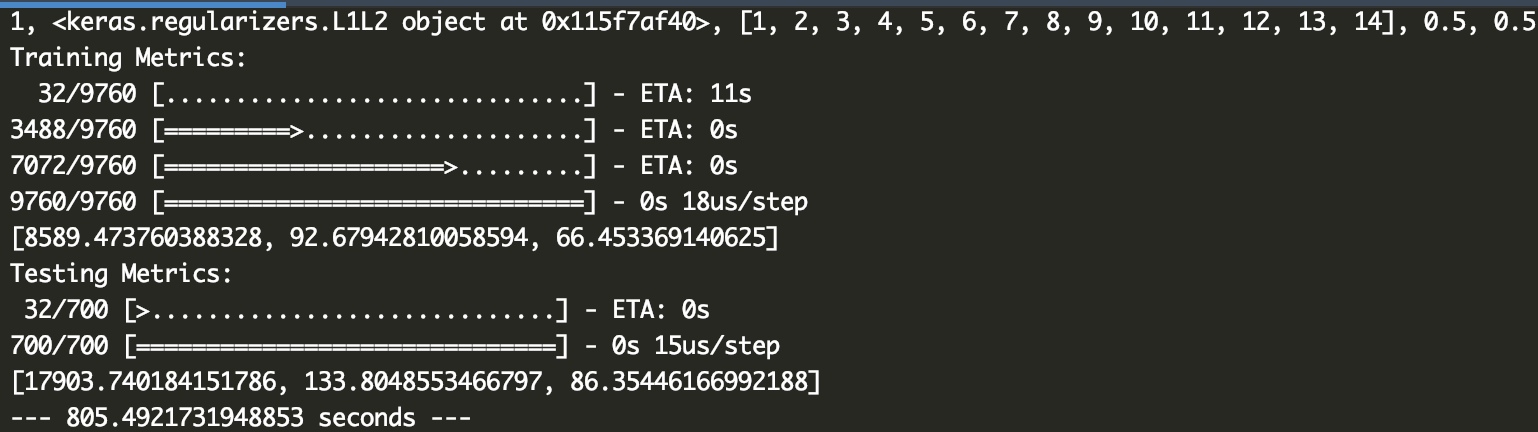 1, <keras.regularizers.L1L2 object at 0x115f7af40>, [1, 2, 3, 4, 5, 6, 7, 8, 9, 10, 11, 12, 13, 14], 0.5, 0.5
Training Metrics:
  32/9760 [..............................] - ETA: 11s
3488/9760 [=========>....................] - ETA: 0s
7072/9760 [====================>.........] - ETA: 0s
9760/9760 [==============================] - 0s 18us/step
[8589.473760388328, 92.67942810058594, 66.453369140625]
Testing Metrics:
 32/700 [>.............................] - ETA: 0s
700/700 [==============================] - 0s 15us/step
[17903.740184151786, 133.8048553466797, 86.35446166992188]
--- 805.4921731948853 seconds ---